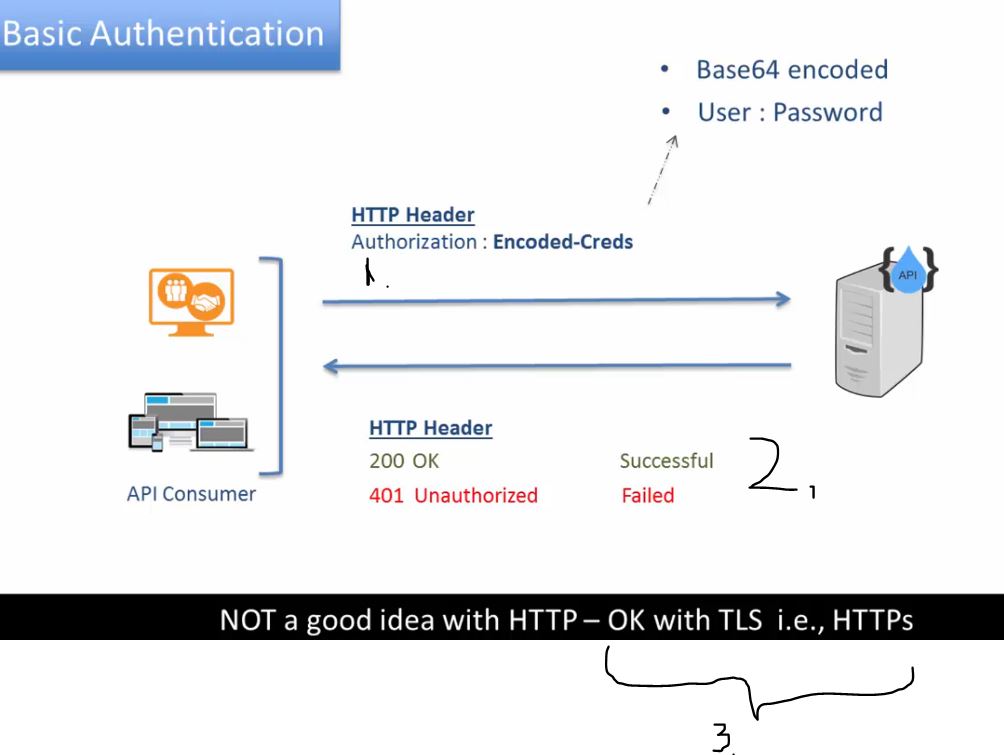 Basic Authentication
• Base64 encoded
• User : Password
HTTP Header
Authorization : Encoded-Creds
1.
{API}
HTTP Header
200 OK Successful
401 Unauthorized Failed
2.
API Consumer
NOT a good idea with HTTP – OK with TLS i.e., HTTPs
3.